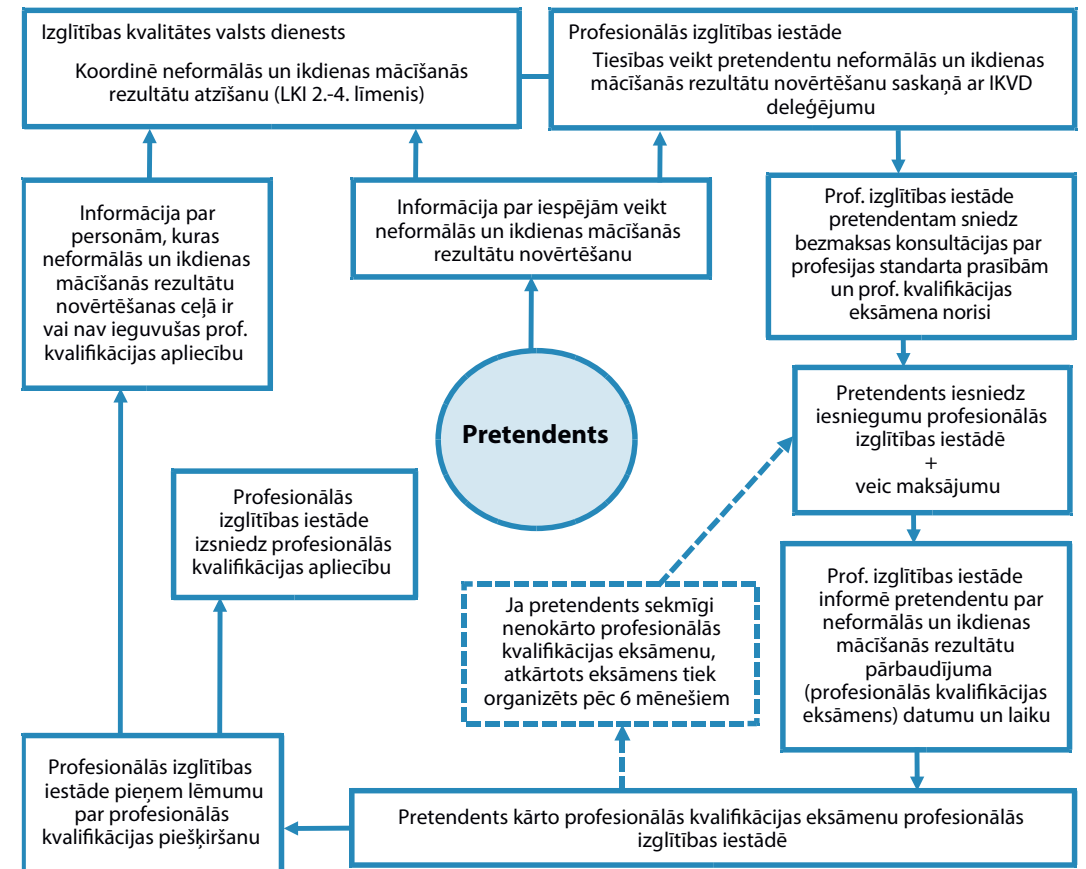 Izglītības kvalitātes valsts dienests
Koordinē neformālās un ikdienas mācīšanās
rezultātu atzīšanu (LKI 2.-4. līmenis)
Profesionālās izglītības iestāde
Tiesības veikt pretendentu neformālās un ikdienas
mācīšanās rezultātu novērtēšanu saskaņā ar IKVD
deleģējumu
Informācija par
personām, kuras
neformālās un ikdienas
mācīšanās rezultātu
novērtēšanas ceļā ir
vai nav ieguvušas prof.
kvalifikācijas apliecību
Informācija par iespējām veikt
neformālās un ikdienas mācīšanās
rezultātu novērtēšanu
Prof. izglītības iestāde
pretendentam sniedz
bezmaksas konsultācijas par
profesijas standarta prasībām
un prof. kvalifikācijas
eksāmena norisi
Pretendents
Pretendents iesniedz
iesniegumu profesionālās
izglītības iestādē
+
veic maksājumu
Profesionālās
izglītības iestāde
izsniedz profesionālās
kvalifikācijas apliecību
Ja pretendents sekmīgi
nenokārto profesionālās
kvalifikācijas eksāmenu,
atkārtots eksāmens tiek
organizēts pēc 6 mēnešiem
Prof. izglītības iestāde
informē pretendentu par
neformālās un ikdienas
mācīšanās rezultātu
pārbaudījuma
(profesionālās kvalifikācijas
eksāmens) datumu un laiku
Profesionālās izglītības
iestāde pieņem lēmumu
par profesionālās
kvalifikācijas piešķiršanu
Pretendents kārto profesionālās kvalifikācijas eksāmenu profesionālās
izglītības iestādē